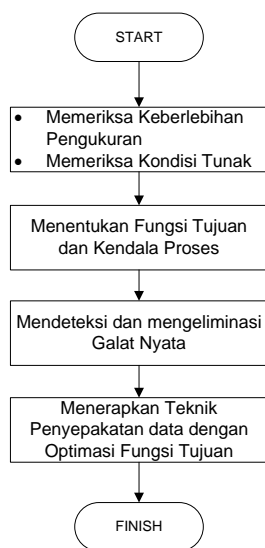 START
• Memeriksa Keberlebihan
Pengukuran
• Memeriksa Kondisi Tunak
Menentukan Fungsi Tujuan
dan Kendala Proses
Mendeteksi dan mengeliminasi
Galat Nyata
Menerapkan Teknik
Penyepakatan data dengan
Optimasi Fungsi Tujuan
FINISH